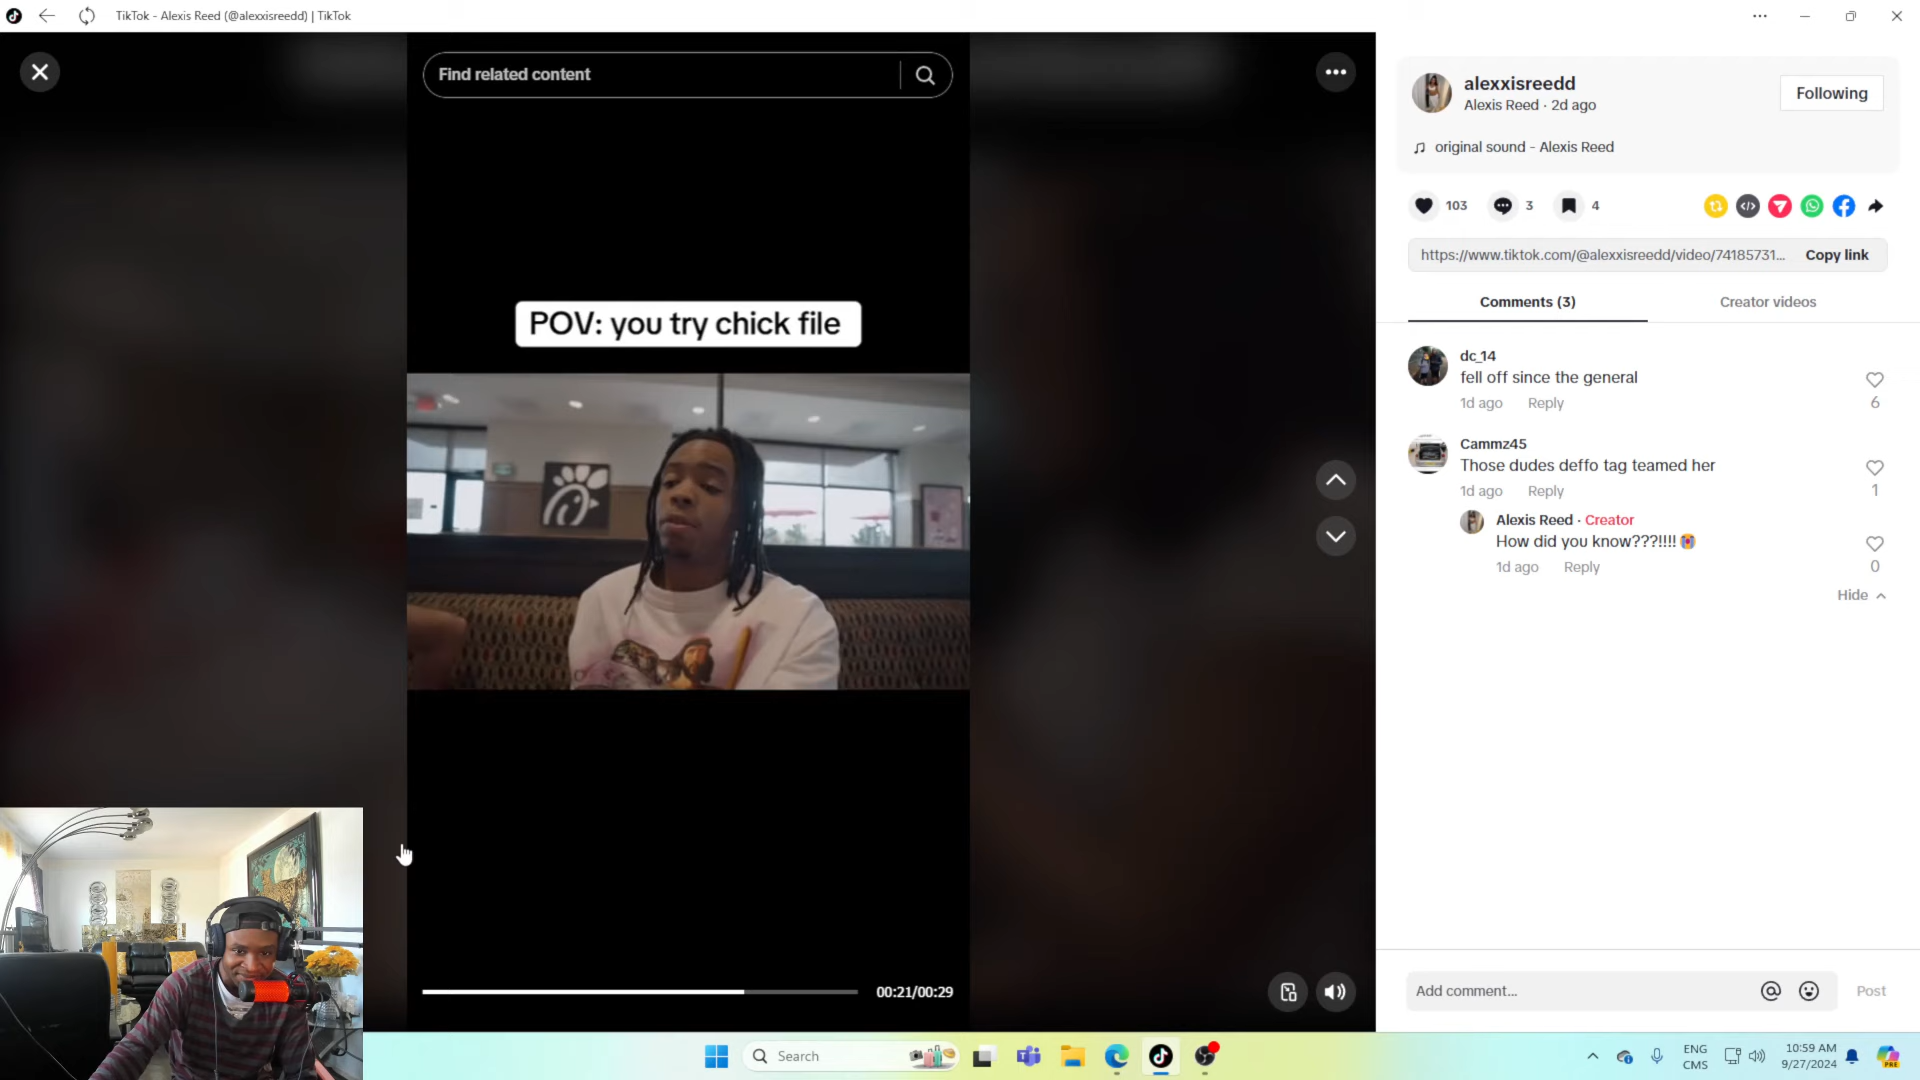 TikTok - Alexis Reed (@alexxisreedd) | TikTok
Find related content
POV: you try chick file
00:21/00:29
alexxisreedd
Alexis Reed · 2d ago
Following
original sound - Alexis Reed
103
3
4
https://www.tiktok.com/@alexxisreedd/video/74185731...
Copy link
Comments (3)
Creator videos
dc_14
fell off since the general
1d ago
Reply
6
Cammz45
Those dudes deffo tag teamed her
1d ago
Reply
1
Alexis Reed · Creator
How did you know???!!!! 😭
1d ago
Reply
0
Hide
Add comment...
Post
Search
ENG
CMS
10:59 AM
9/27/2024
PRE